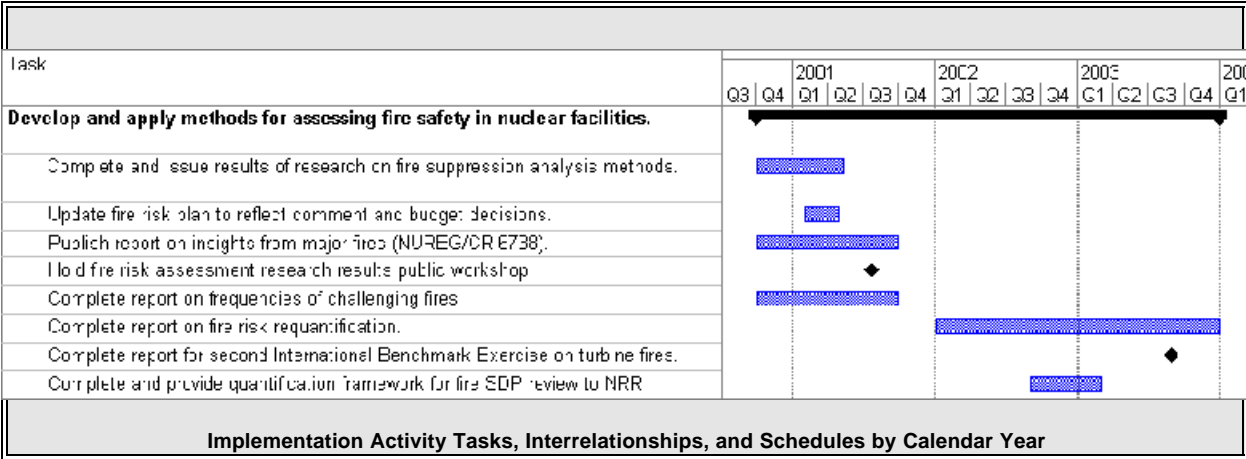 Task
2001 2002 2003 200
Q3 Q4 Q1 Q2 Q3 Q4 Q1 Q2 Q3 Q4 Q1 Q2 Q3 Q4 Q1
Develop and apply methods for assessing fire safety in nuclear facilities.
Complete and issue results of research on fire suppression analysis methods.
Update fire risk plan to reflect comment and budget decisions.
Publish report on insights from major fires (NUREG/CR 6738).
Hold fire risk assessment research results public workshop
Complete report on frequencies of challenging fires
Complete report on fire risk requantification.
Complete report for second International Benchmark Exercise on turbine fires.
Complete and provide quantification framework for fire SDP review to NRR
Implementation Activity Tasks, Interrelationships, and Schedules by Calendar Year